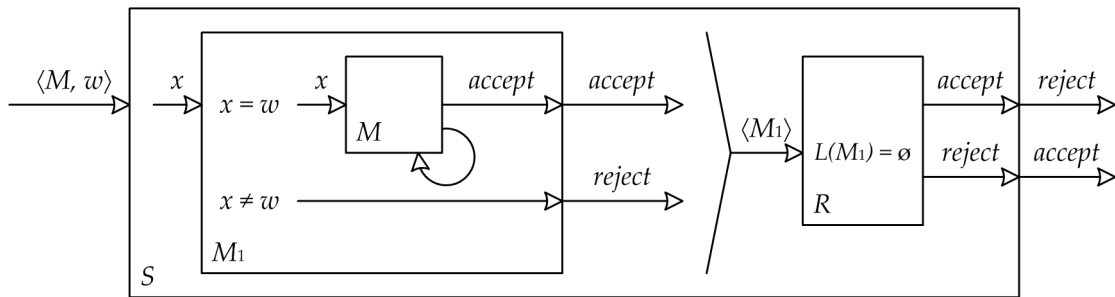 ⟨M, w⟩
x
x = w
x
M
accept
accept
x ≠ w
reject
M₁
S
⟨M₁⟩
L(M₁) = ø
R
accept
reject
reject
accept